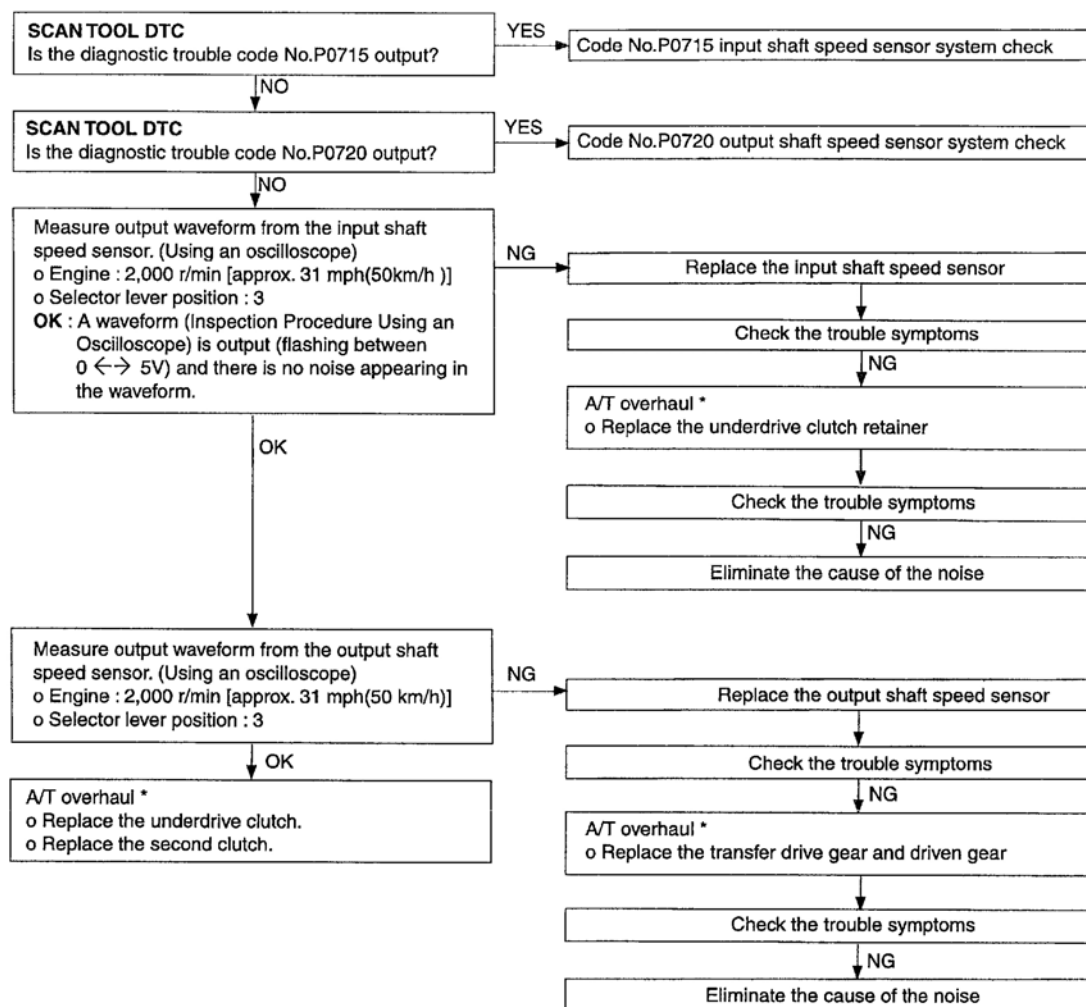 SCAN TOOL DTC
Is the diagnostic trouble code No.P0715 output?
YES
Code No.P0715 input shaft speed sensor system check
NO
SCAN TOOL DTC
Is the diagnostic trouble code No.P0720 output?
YES
Code No.P0720 output shaft speed sensor system check
NO
Measure output waveform from the input shaft
speed sensor. (Using an oscilloscope)
o Engine : 2,000 r/min [approx. 31 mph(50km/h )]
o Selector lever position : 3
OK : A waveform (Inspection Procedure Using an
Oscilloscope) is output (flashing between
0 ←→ 5V) and there is no noise appearing in
the waveform.
NG
Replace the input shaft speed sensor
Check the trouble symptoms
NG
A/T overhaul *
o Replace the underdrive clutch retainer
Check the trouble symptoms
NG
Eliminate the cause of the noise
OK
Measure output waveform from the output shaft
speed sensor. (Using an oscilloscope)
o Engine : 2,000 r/min [approx. 31 mph(50 km/h)]
o Selector lever position : 3
NG
Replace the output shaft speed sensor
Check the trouble symptoms
NG
A/T overhaul *
o Replace the transfer drive gear and driven gear
Check the trouble symptoms
NG
Eliminate the cause of the noise
OK
A/T overhaul *
o Replace the underdrive clutch.
o Replace the second clutch.